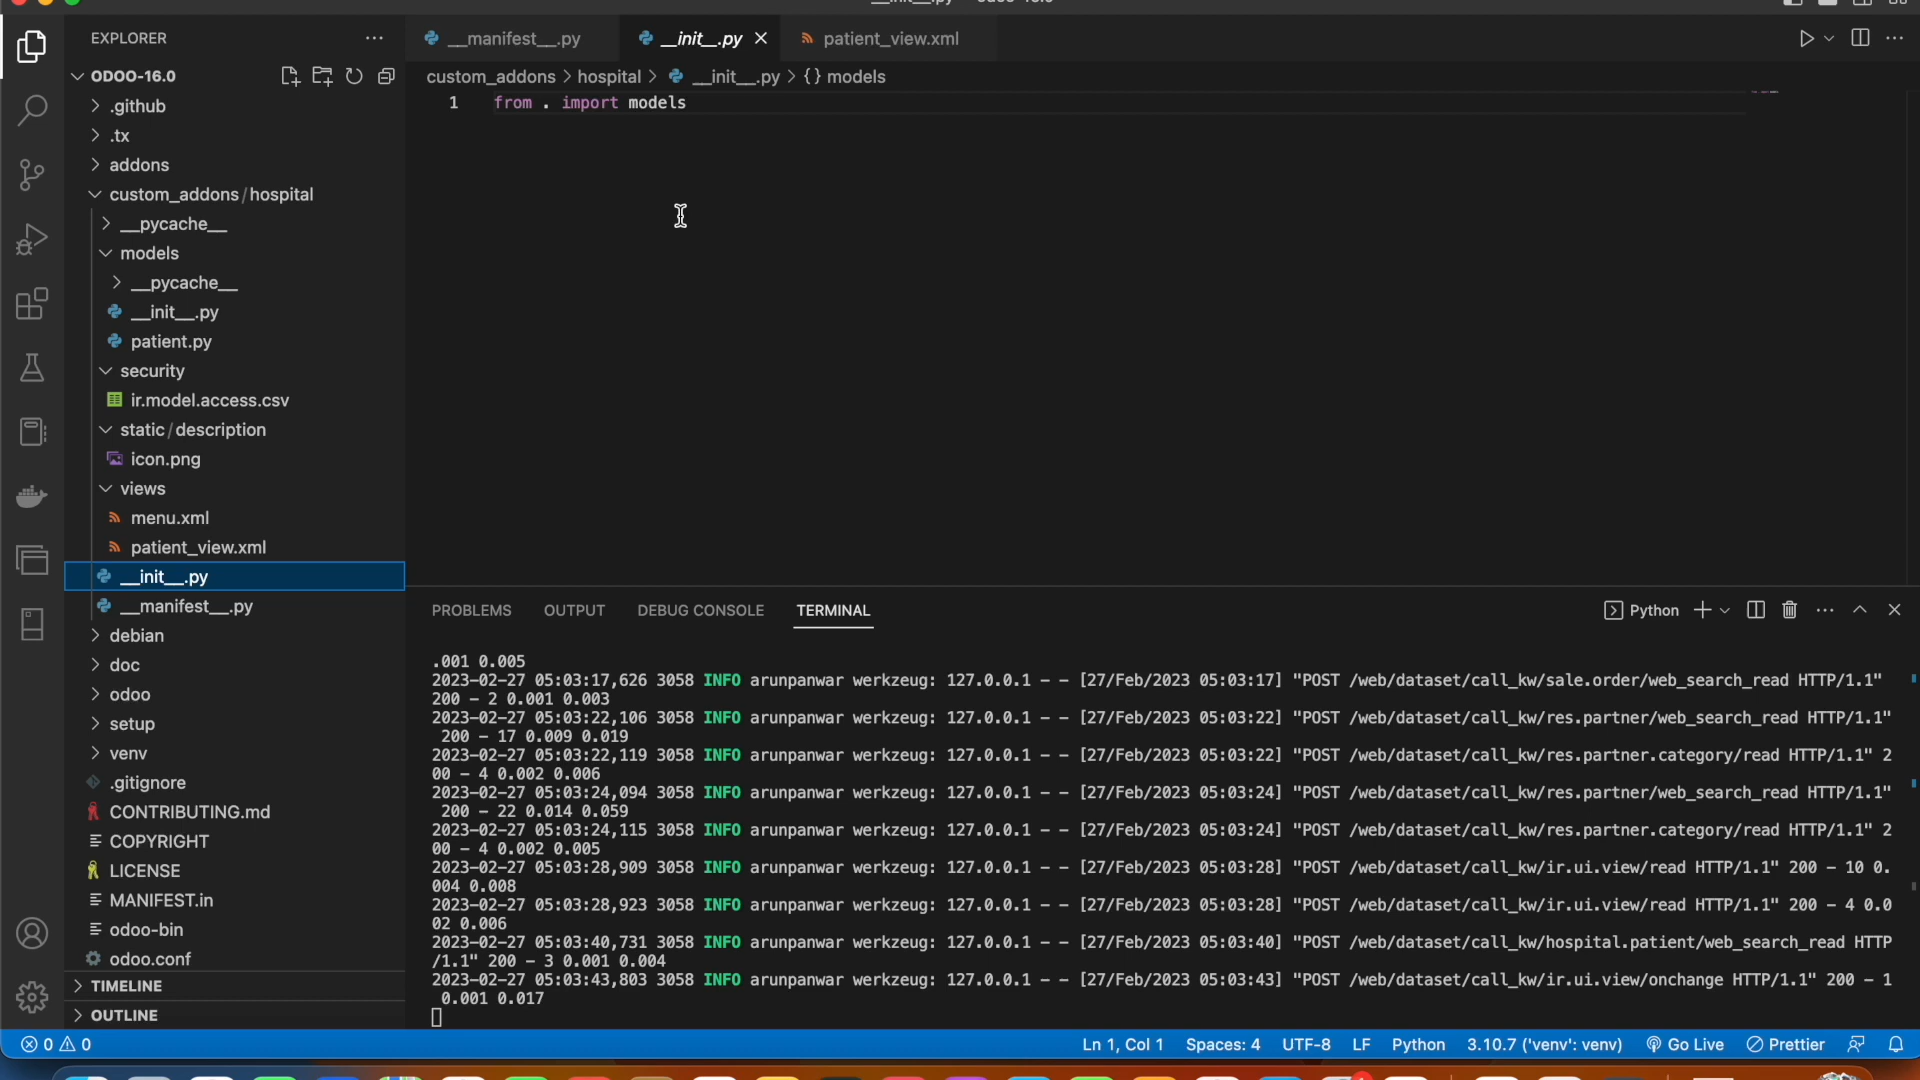 EXPLORER
ODOO-16.0
.github
.tx
addons
custom_addons / hospital
__pycache__
models
__pycache__
__init__.py
patient.py
security
ir.model.access.csv
static / description
icon.png
views
menu.xml
patient_view.xml
__init__.py
__manifest__.py
debian
doc
odoo
setup
venv
.gitignore
CONTRIBUTING.md
COPYRIGHT
LICENSE
MANIFEST.in
odoo-bin
odoo.conf
TIMELINE
OUTLINE
__manifest__.py __init__.py patient_view.xml
custom_addons > hospital > __init__.py > {} models
1 from . import models
PROBLEMS OUTPUT DEBUG CONSOLE TERMINAL Python
.001 0.005
2023-02-27 05:03:17,626 3058 INFO arunpanwar werkzeug: 127.0.0.1 - - [27/Feb/2023 05:03:17] "POST /web/dataset/call_kw/sale.order/web_search_read HTTP/1.1"
200 - 2 0.001 0.003
2023-02-27 05:03:22,106 3058 INFO arunpanwar werkzeug: 127.0.0.1 - - [27/Feb/2023 05:03:22] "POST /web/dataset/call_kw/res.partner/web_search_read HTTP/1.1"
200 - 17 0.009 0.019
2023-02-27 05:03:22,119 3058 INFO arunpanwar werkzeug: 127.0.0.1 - - [27/Feb/2023 05:03:22] "POST /web/dataset/call_kw/res.partner.category/read HTTP/1.1" 2
00 - 4 0.002 0.006
2023-02-27 05:03:24,094 3058 INFO arunpanwar werkzeug: 127.0.0.1 - - [27/Feb/2023 05:03:24] "POST /web/dataset/call_kw/res.partner/web_search_read HTTP/1.1"
200 - 22 0.014 0.059
2023-02-27 05:03:24,115 3058 INFO arunpanwar werkzeug: 127.0.0.1 - - [27/Feb/2023 05:03:24] "POST /web/dataset/call_kw/res.partner.category/read HTTP/1.1" 2
00 - 4 0.002 0.005
2023-02-27 05:03:28,909 3058 INFO arunpanwar werkzeug: 127.0.0.1 - - [27/Feb/2023 05:03:28] "POST /web/dataset/call_kw/ir.ui.view/read HTTP/1.1" 200 - 10 0.
004 0.008
2023-02-27 05:03:28,923 3058 INFO arunpanwar werkzeug: 127.0.0.1 - - [27/Feb/2023 05:03:28] "POST /web/dataset/call_kw/ir.ui.view/read HTTP/1.1" 200 - 4 0.0
02 0.006
2023-02-27 05:03:40,731 3058 INFO arunpanwar werkzeug: 127.0.0.1 - - [27/Feb/2023 05:03:40] "POST /web/dataset/call_kw/hospital.patient/web_search_read HTTP
/1.1" 200 - 3 0.001 0.004
2023-02-27 05:03:43,803 3058 INFO arunpanwar werkzeug: 127.0.0.1 - - [27/Feb/2023 05:03:43] "POST /web/dataset/call_kw/ir.ui.view/onchange HTTP/1.1" 200 - 1
0.001 0.017
0 0 Ln 1, Col 1 Spaces: 4 UTF-8 LF Python 3.10.7 ('venv': venv) Go Live Prettier